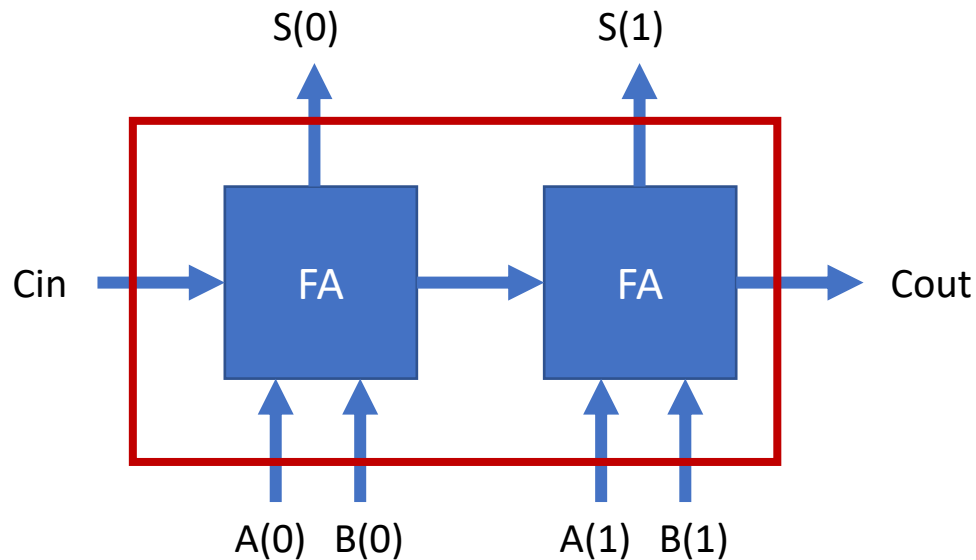 S(0) S(1)
Cin FA FA Cout
A(0) B(0) A(1) B(1)